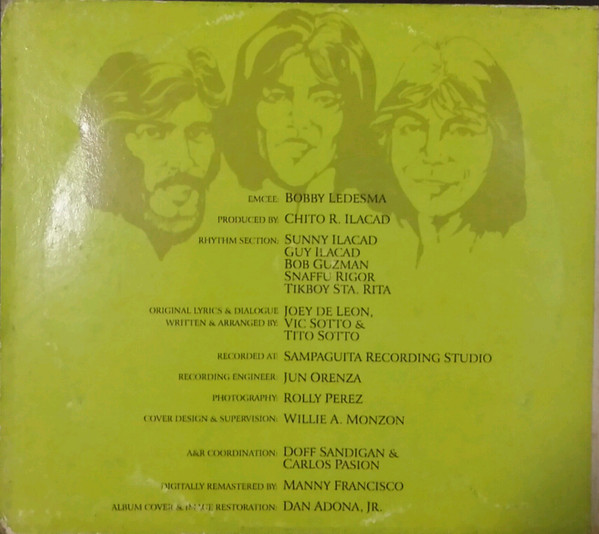 EMCEE: BOBBY LEDESMA
PRODUCED BY: CHITO R. ILACAD
RHYTHM SECTION: SUNNY ILACAD
GUY ILACAD
BOB GUZMAN
SNAFFU RIGOR
TIKBOY STA. RITA
ORIGINAL LYRICS & DIALOGUE JOEY DE LEON,
WRITTEN & ARRANGED BY: VIC SOTTO &
TITO SOTTO
RECORDED AT: SAMPAGUITA RECORDING STUDIO
RECORDING ENGINEER: JUN ORENZA
PHOTOGRAPHY: ROLLY PEREZ
COVER DESIGN & SUPERVISION: WILLIE A. MONZON
A&R COORDINATION: DOFF SANDIGAN &
CARLOS PASION
DIGITALLY REMASTERED BY: MANNY FRANCISCO
ALBUM COVER & IMAGE RESTORATION: DAN ADONA, JR.